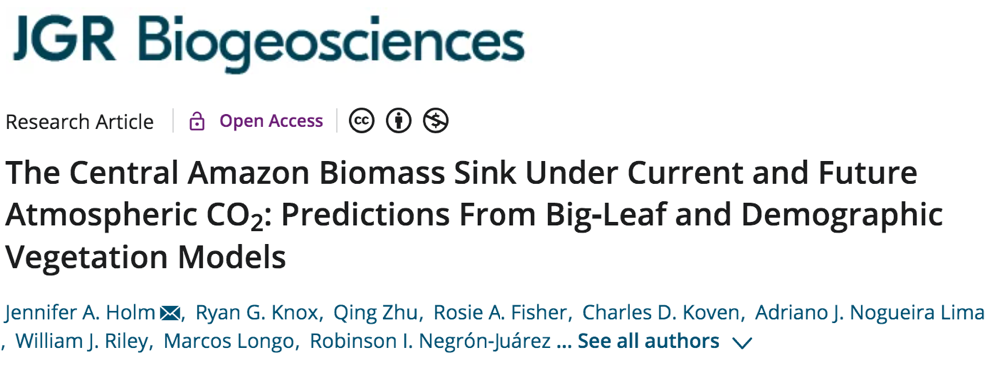 JGR Biogeosciences
Research Article Open Access cc
The Central Amazon Biomass Sink Under Current and Future
Atmospheric CO2: Predictions From Big-Leaf and Demographic
Vegetation Models
Jennifer A. Holm, Ryan G. Knox, Qing Zhu, Rosie A. Fisher, Charles D. Koven, Adriano J. Nogueira Lima
, William J. Riley, Marcos Longo, Robinson I. Negrón-Juárez ... See all authors